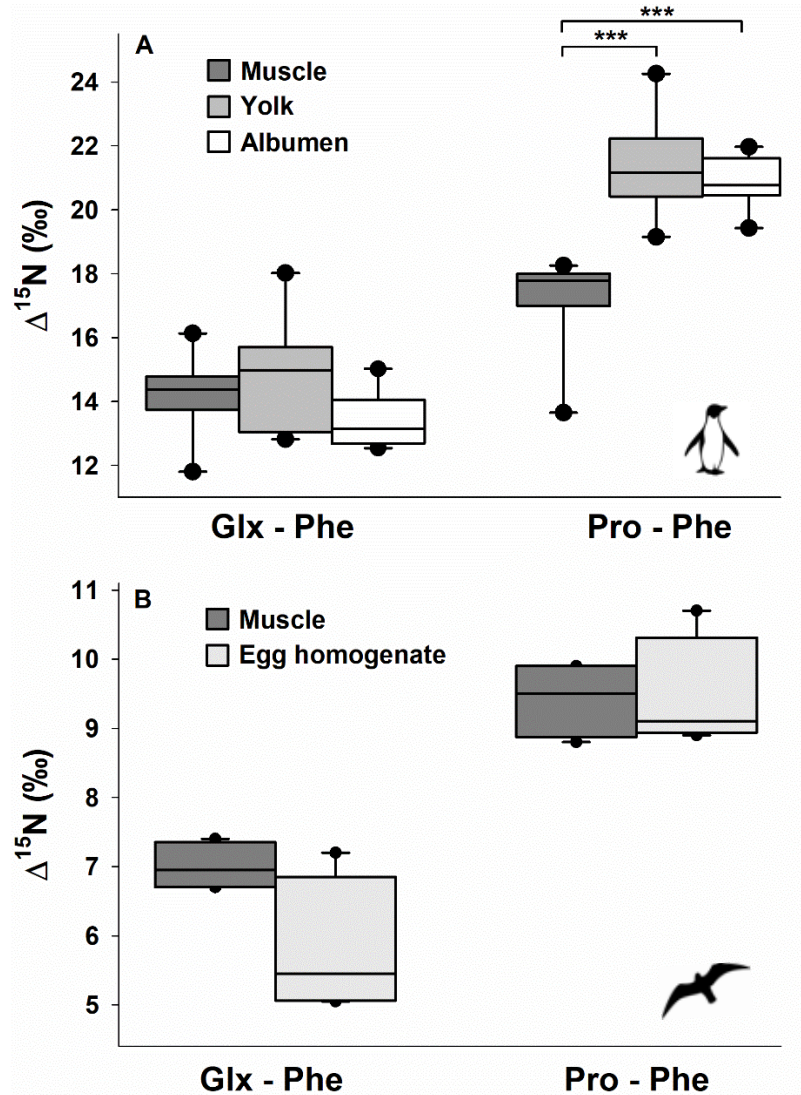 ***
***
A
Muscle
Yolk
Albumen
24
22
20
18
16
14
12
Δ¹⁵N (‰)
Glx - Phe Pro - Phe
B
Muscle
Egg homogenate
11
10
9
8
7
6
5
Δ¹⁵N (‰)
Glx - Phe Pro - Phe